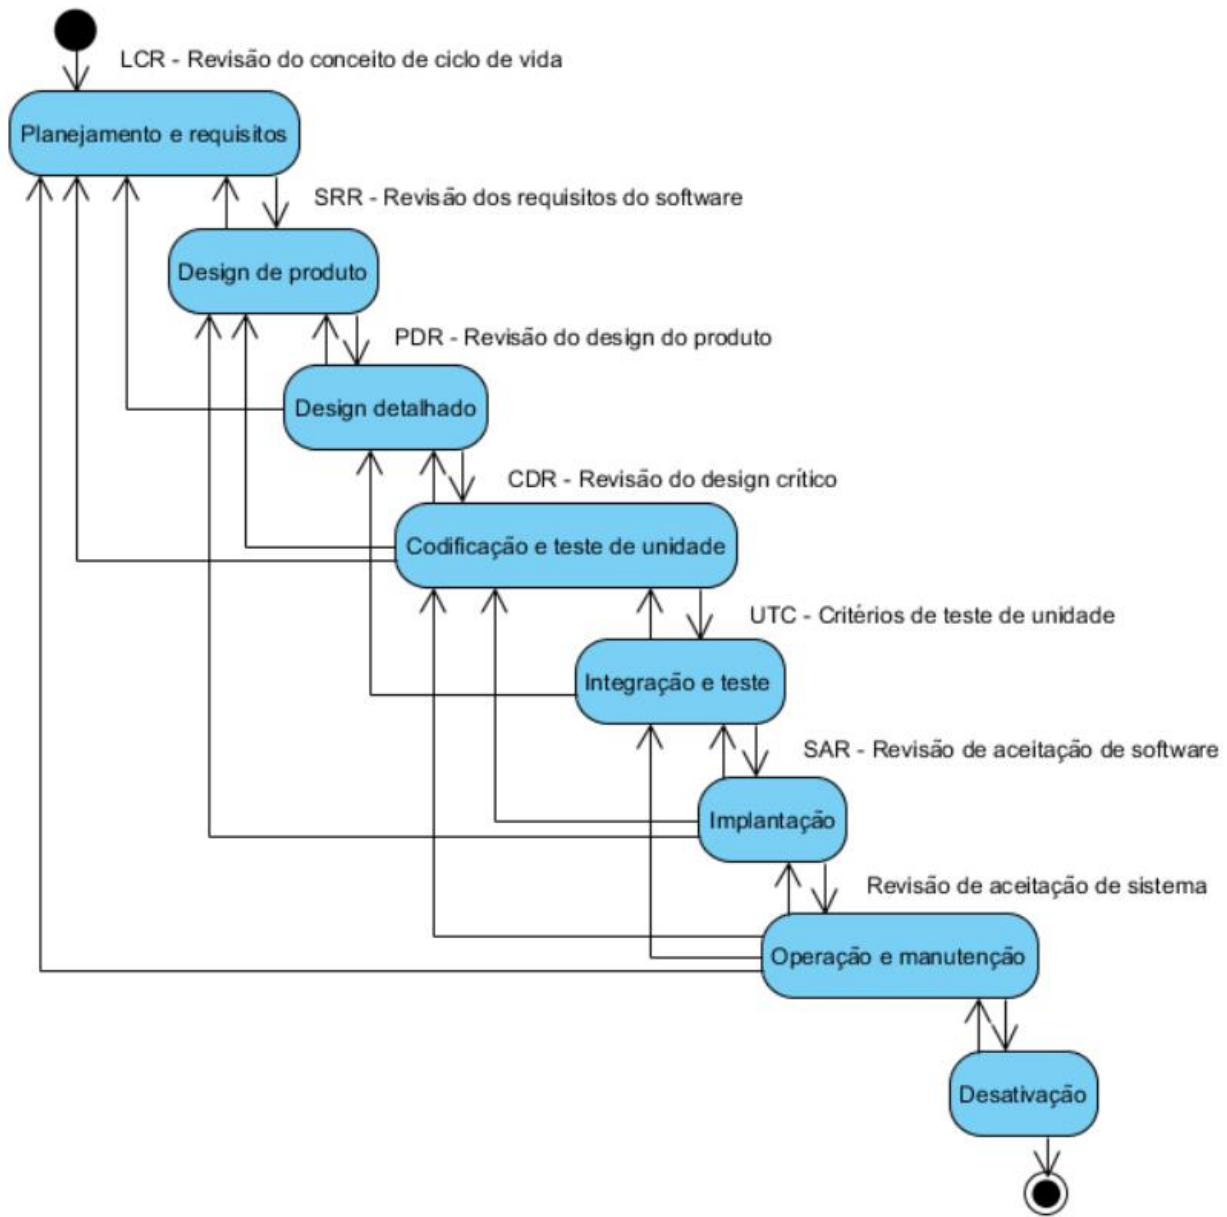 LCR - Revisão do conceito de ciclo de vida
Planejamento e requisitos
SRR - Revisão dos requisitos do software
Design de produto
PDR - Revisão do design do produto
Design detalhado
CDR - Revisão do design crítico
Codificação e teste de unidade
UTC - Critérios de teste de unidade
Integração e teste
SAR - Revisão de aceitação de software
Implantação
Revisão de aceitação de sistema
Operação e manutenção
Desativação